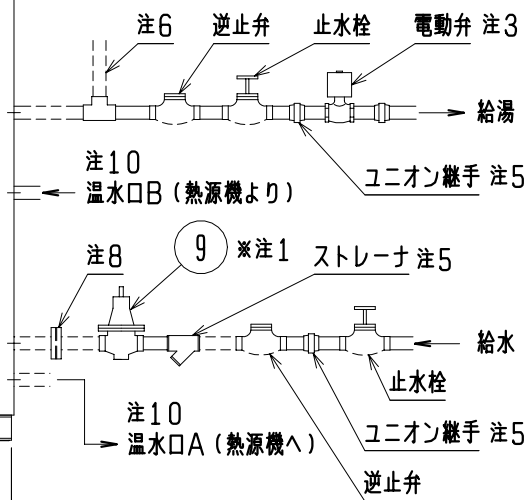 注6 逆止弁 止水栓 電動弁 注3
給湯
ユニオン継手 注5
注10
温水口B（熱源機より）
注8 9 ※注1 ストレーナ 注5
給水
止水栓
注10
温水口A（熱源機へ）
ユニオン継手 注5
逆止弁